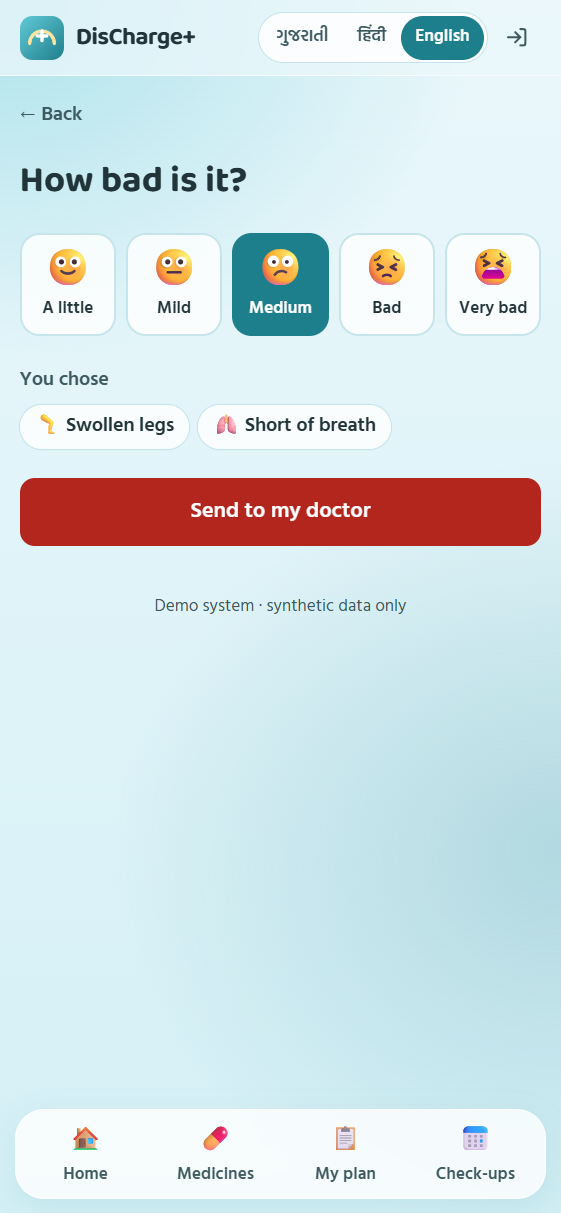 DisCharge+
ગુજરાતી हिंदी English
← Back
How bad is it?
A little Mild Medium Bad Very bad
You chose
Swollen legs Short of breath
Send to my doctor
Demo system · synthetic data only
Home Medicines My plan Check-ups